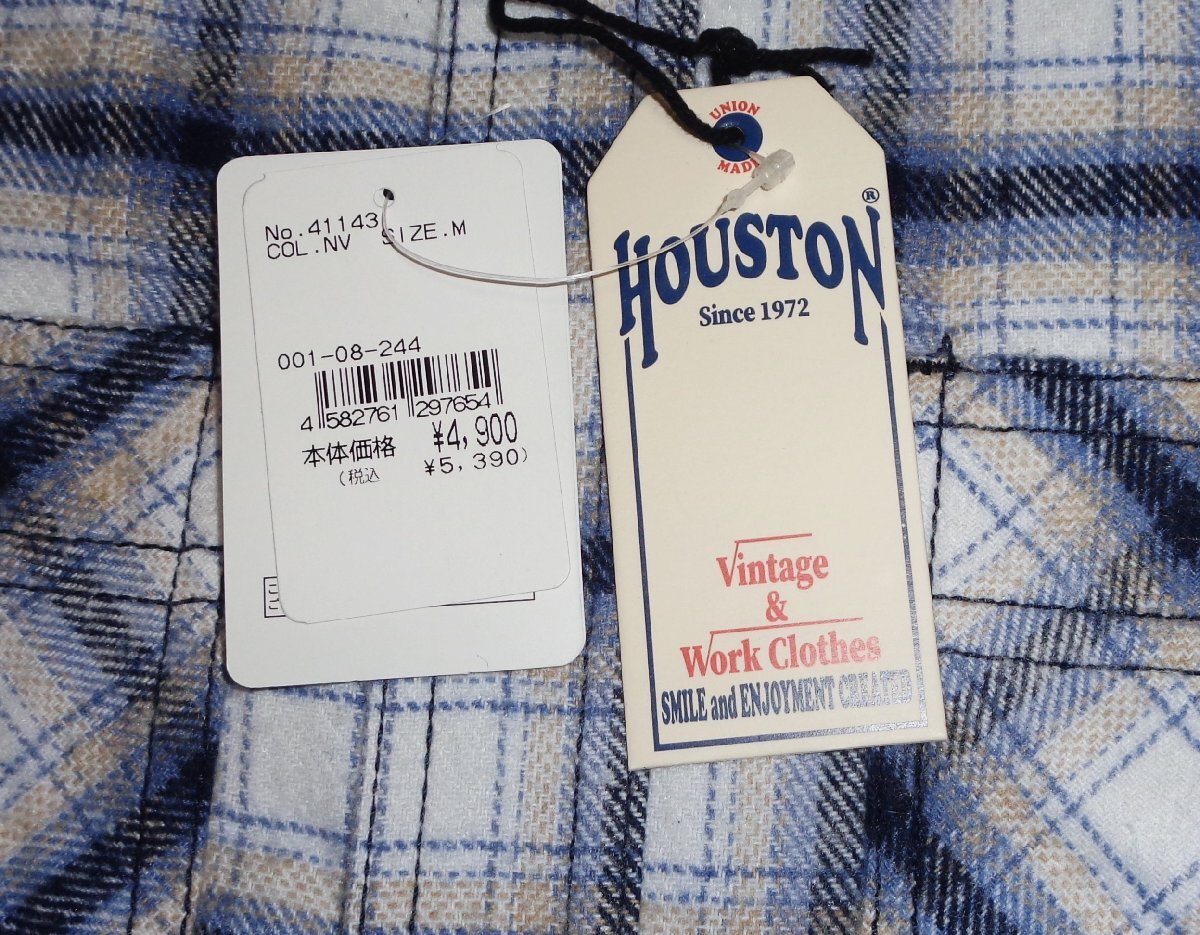 No.41143
COL.NV SIZE.M
001-08-244
4 582761 297654
本体価格 ¥4,900
(税込 ¥5,390)
UNION
MADE
HOUSTON®
Since 1972
Vintage
&
Work Clothes
SMILE and ENJOYMENT CREATED